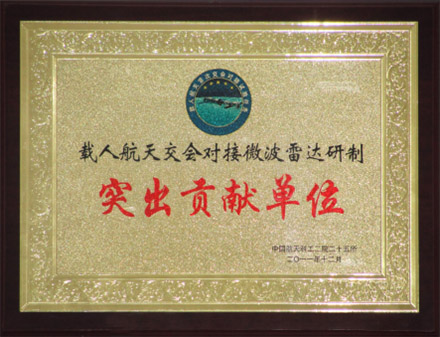 载人航天交会对接微波雷达研制
突出贡献单位
中国航天科工二院二十五所
二〇一一年十二月